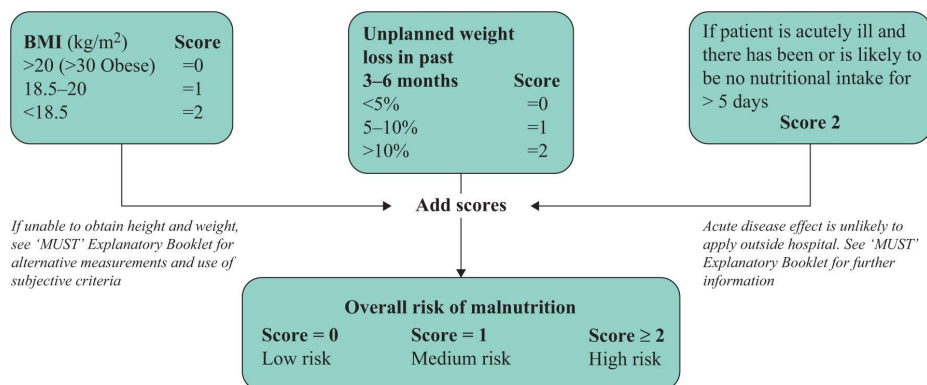 BMI (kg/m²) Score
>20 (>30 Obese) =0
18.5–20 =1
<18.5 =2
Unplanned weight
loss in past
3–6 months Score
<5% =0
5–10% =1
>10% =2
If patient is acutely ill and
there has been or is likely to
be no nutritional intake for
> 5 days
Score 2
Add scores
If unable to obtain height and weight,
see ‘MUST’ Explanatory Booklet for
alternative measurements and use of
subjective criteria
Acute disease effect is unlikely to
apply outside hospital. See ‘MUST’
Explanatory Booklet for further
information
Overall risk of malnutrition
Score = 0 Score = 1 Score ≥ 2
Low risk Medium risk High risk